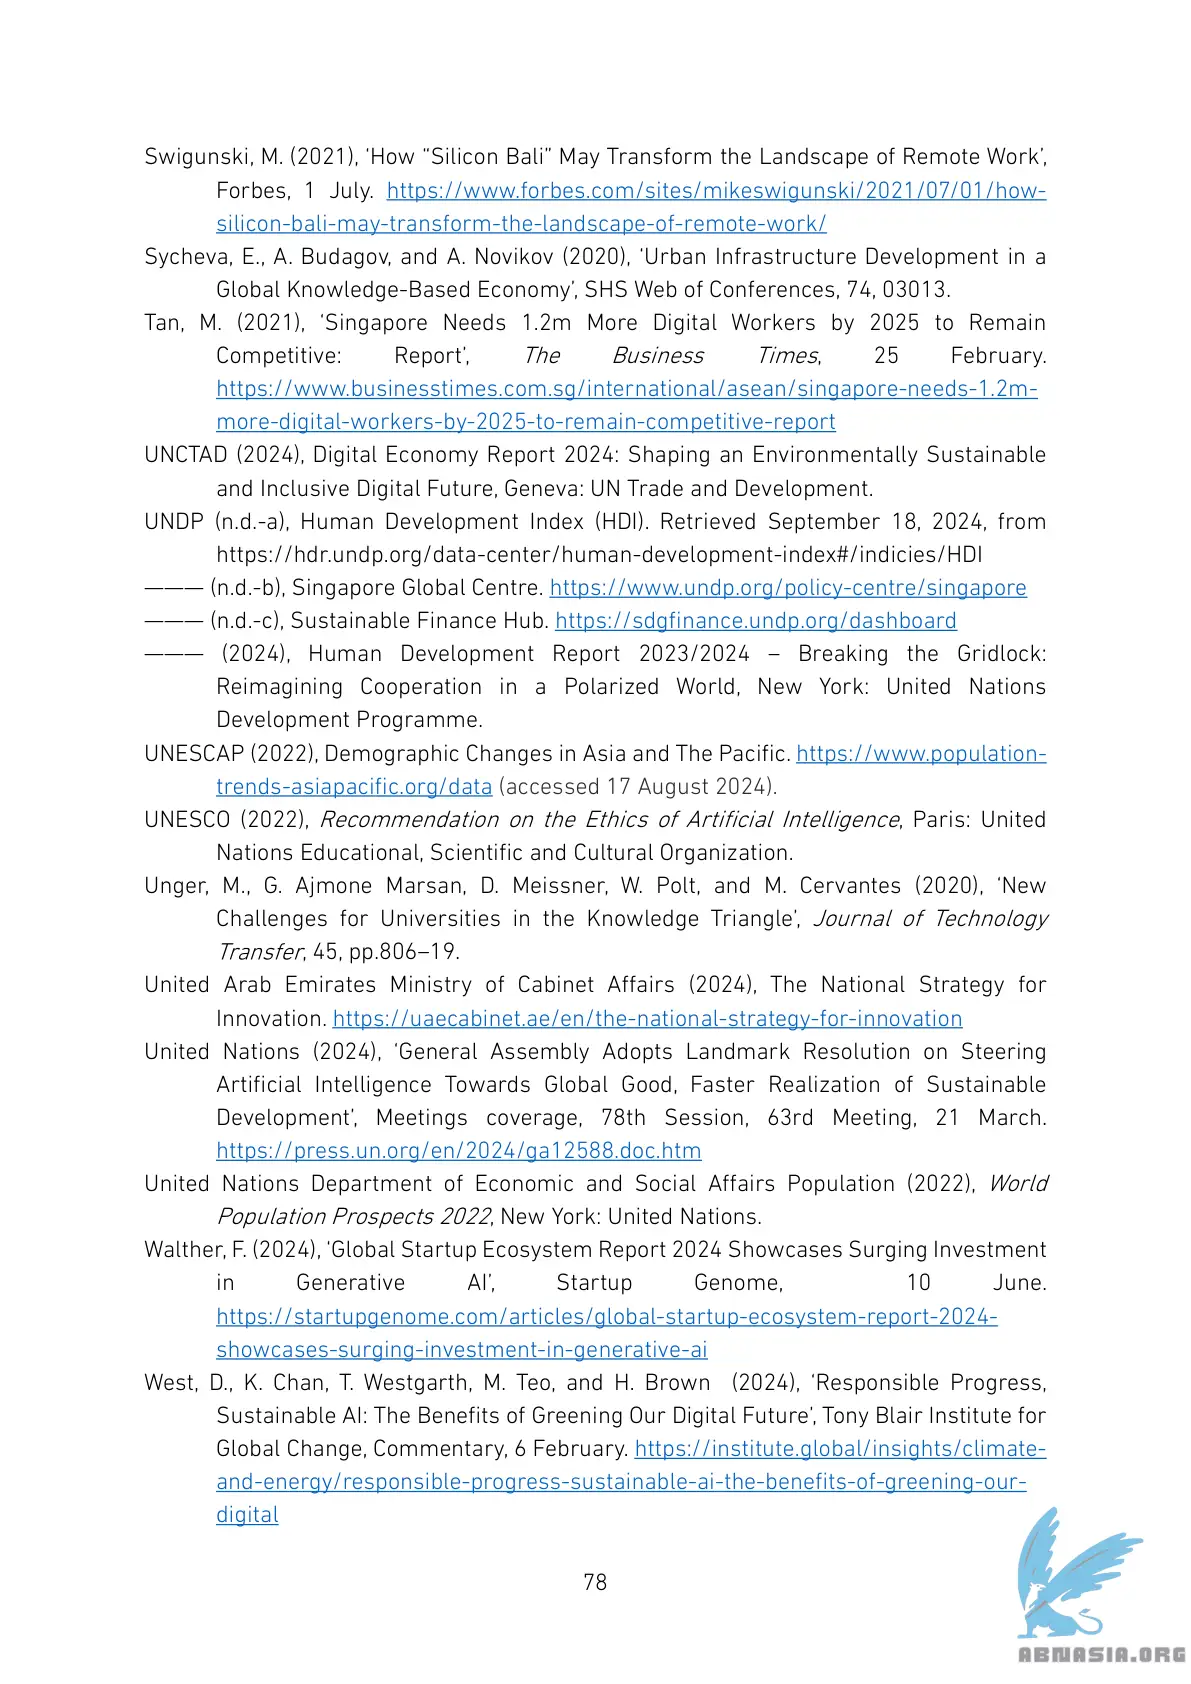 Swigunski, M. (2021), ‘How “Silicon Bali” May Transform the Landscape of Remote Work’,
Forbes, 1 July. https://www.forbes.com/sites/mikeswigunski/2021/07/01/how-
silicon-bali-may-transform-the-landscape-of-remote-work/
Sycheva, E., A. Budagov, and A. Novikov (2020), ‘Urban Infrastructure Development in a
Global Knowledge-Based Economy’, SHS Web of Conferences, 74, 03013.
Tan, M. (2021), ‘Singapore Needs 1.2m More Digital Workers by 2025 to Remain
Competitive: Report’, The Business Times, 25 February.
https://www.businesstimes.com.sg/international/asean/singapore-needs-1.2m-
more-digital-workers-by-2025-to-remain-competitive-report
UNCTAD (2024), Digital Economy Report 2024: Shaping an Environmentally Sustainable
and Inclusive Digital Future, Geneva: UN Trade and Development.
UNDP (n.d.-a), Human Development Index (HDI). Retrieved September 18, 2024, from
https://hdr.undp.org/data-center/human-development-index#/indicies/HDI
——— (n.d.-b), Singapore Global Centre. https://www.undp.org/policy-centre/singapore
——— (n.d.-c), Sustainable Finance Hub. https://sdgfinance.undp.org/dashboard
——— (2024), Human Development Report 2023/2024 – Breaking the Gridlock:
Reimagining Cooperation in a Polarized World, New York: United Nations
Development Programme.
UNESCAP (2022), Demographic Changes in Asia and The Pacific. https://www.population-
trends-asiapacific.org/data (accessed 17 August 2024).
UNESCO (2022), Recommendation on the Ethics of Artificial Intelligence, Paris: United
Nations Educational, Scientific and Cultural Organization.
Unger, M., G. Ajmone Marsan, D. Meissner, W. Polt, and M. Cervantes (2020), ‘New
Challenges for Universities in the Knowledge Triangle’, Journal of Technology
Transfer, 45, pp.806–19.
United Arab Emirates Ministry of Cabinet Affairs (2024), The National Strategy for
Innovation. https://uaecabinet.ae/en/the-national-strategy-for-innovation
United Nations (2024), ‘General Assembly Adopts Landmark Resolution on Steering
Artificial Intelligence Towards Global Good, Faster Realization of Sustainable
Development’, Meetings coverage, 78th Session, 63rd Meeting, 21 March.
https://press.un.org/en/2024/ga12588.doc.htm
United Nations Department of Economic and Social Affairs Population (2022), World
Population Prospects 2022, New York: United Nations.
Walther, F. (2024), ‘Global Startup Ecosystem Report 2024 Showcases Surging Investment
in Generative AI’, Startup Genome, 10 June.
https://startupgenome.com/articles/global-startup-ecosystem-report-2024-
showcases-surging-investment-in-generative-ai
West, D., K. Chan, T. Westgarth, M. Teo, and H. Brown (2024), ‘Responsible Progress,
Sustainable AI: The Benefits of Greening Our Digital Future’, Tony Blair Institute for
Global Change, Commentary, 6 February. https://institute.global/insights/climate-
and-energy/responsible-progress-sustainable-ai-the-benefits-of-greening-our-
digital
78
ABNASIA.ORG